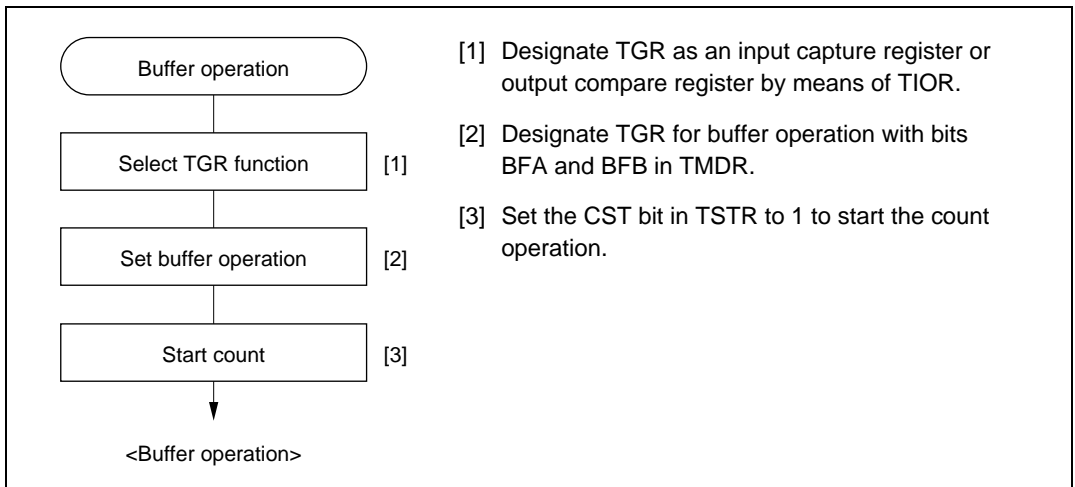 Buffer operation
Select TGR function
[1]
Set buffer operation
[2]
Start count
[3]
<Buffer operation>
[1] Designate TGR as an input capture register or
output compare register by means of TIOR.
[2] Designate TGR for buffer operation with bits
BFA and BFB in TMDR.
[3] Set the CST bit in TSTR to 1 to start the count
operation.